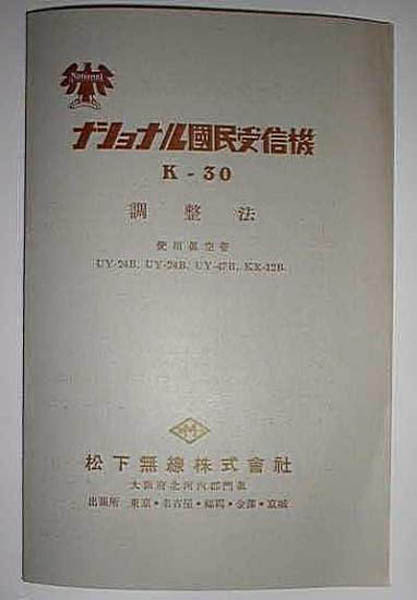 National
ナショナル國民受信機
K-30
調整法
使用眞空管
UY-24B, UY-24B, UY-47B, KX-12B.
松下無線株式會社
大阪府北河内郡門眞
出張所 東京・名古屋・福岡・金澤・京城